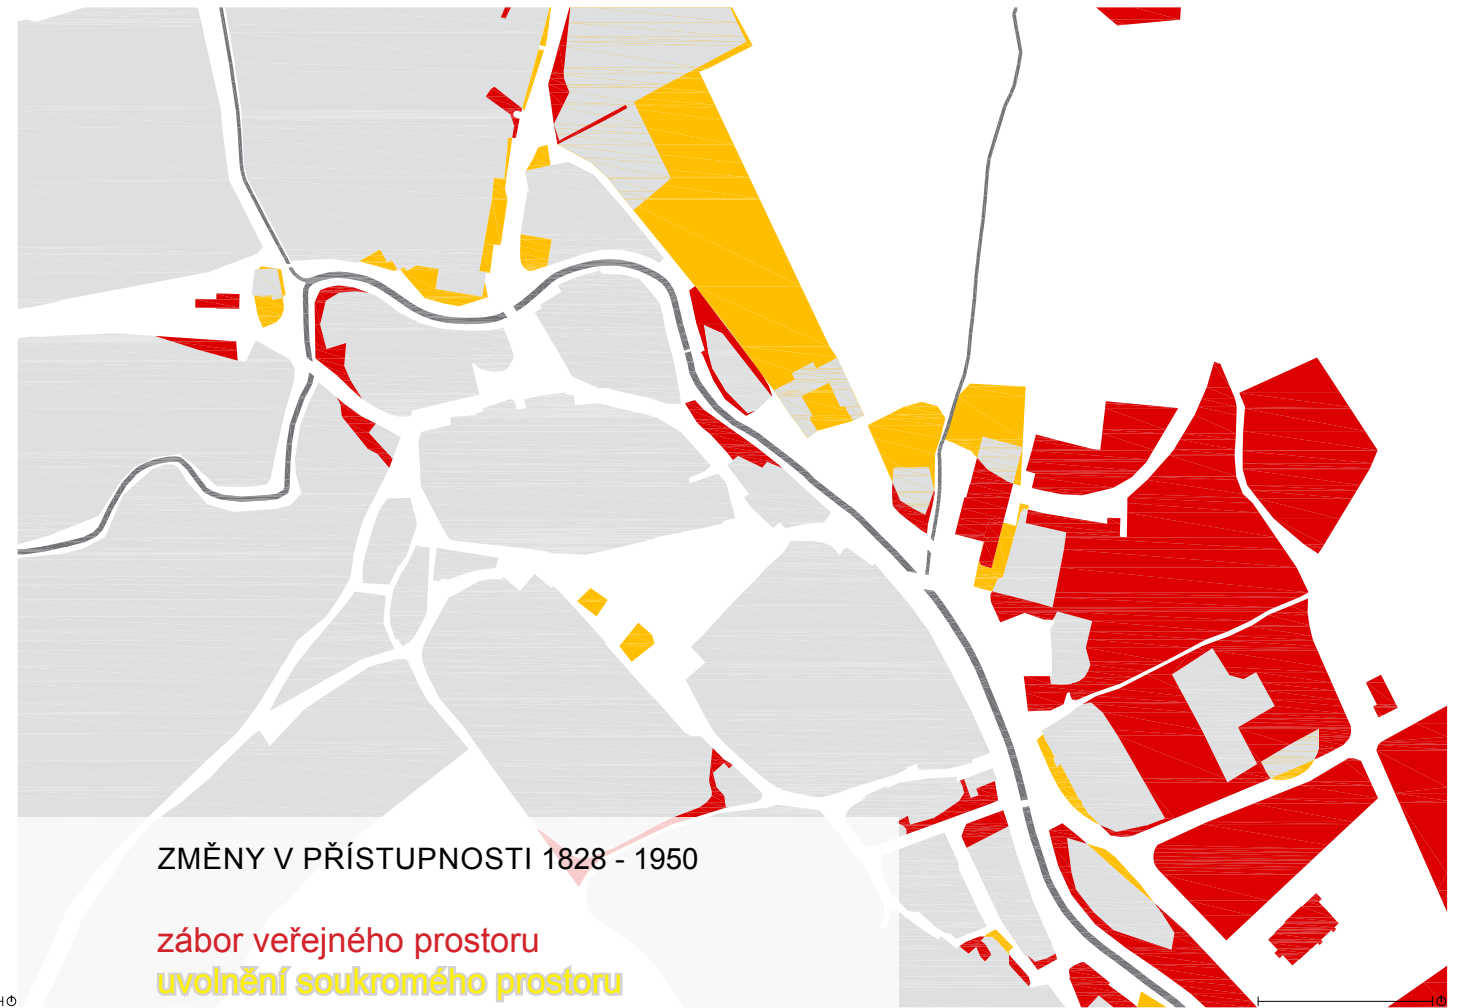 ZMĚNY V PŘÍSTUPNOSTI 1828 - 1950
zábor veřejného prostoru
uvolnění soukromého prostoru